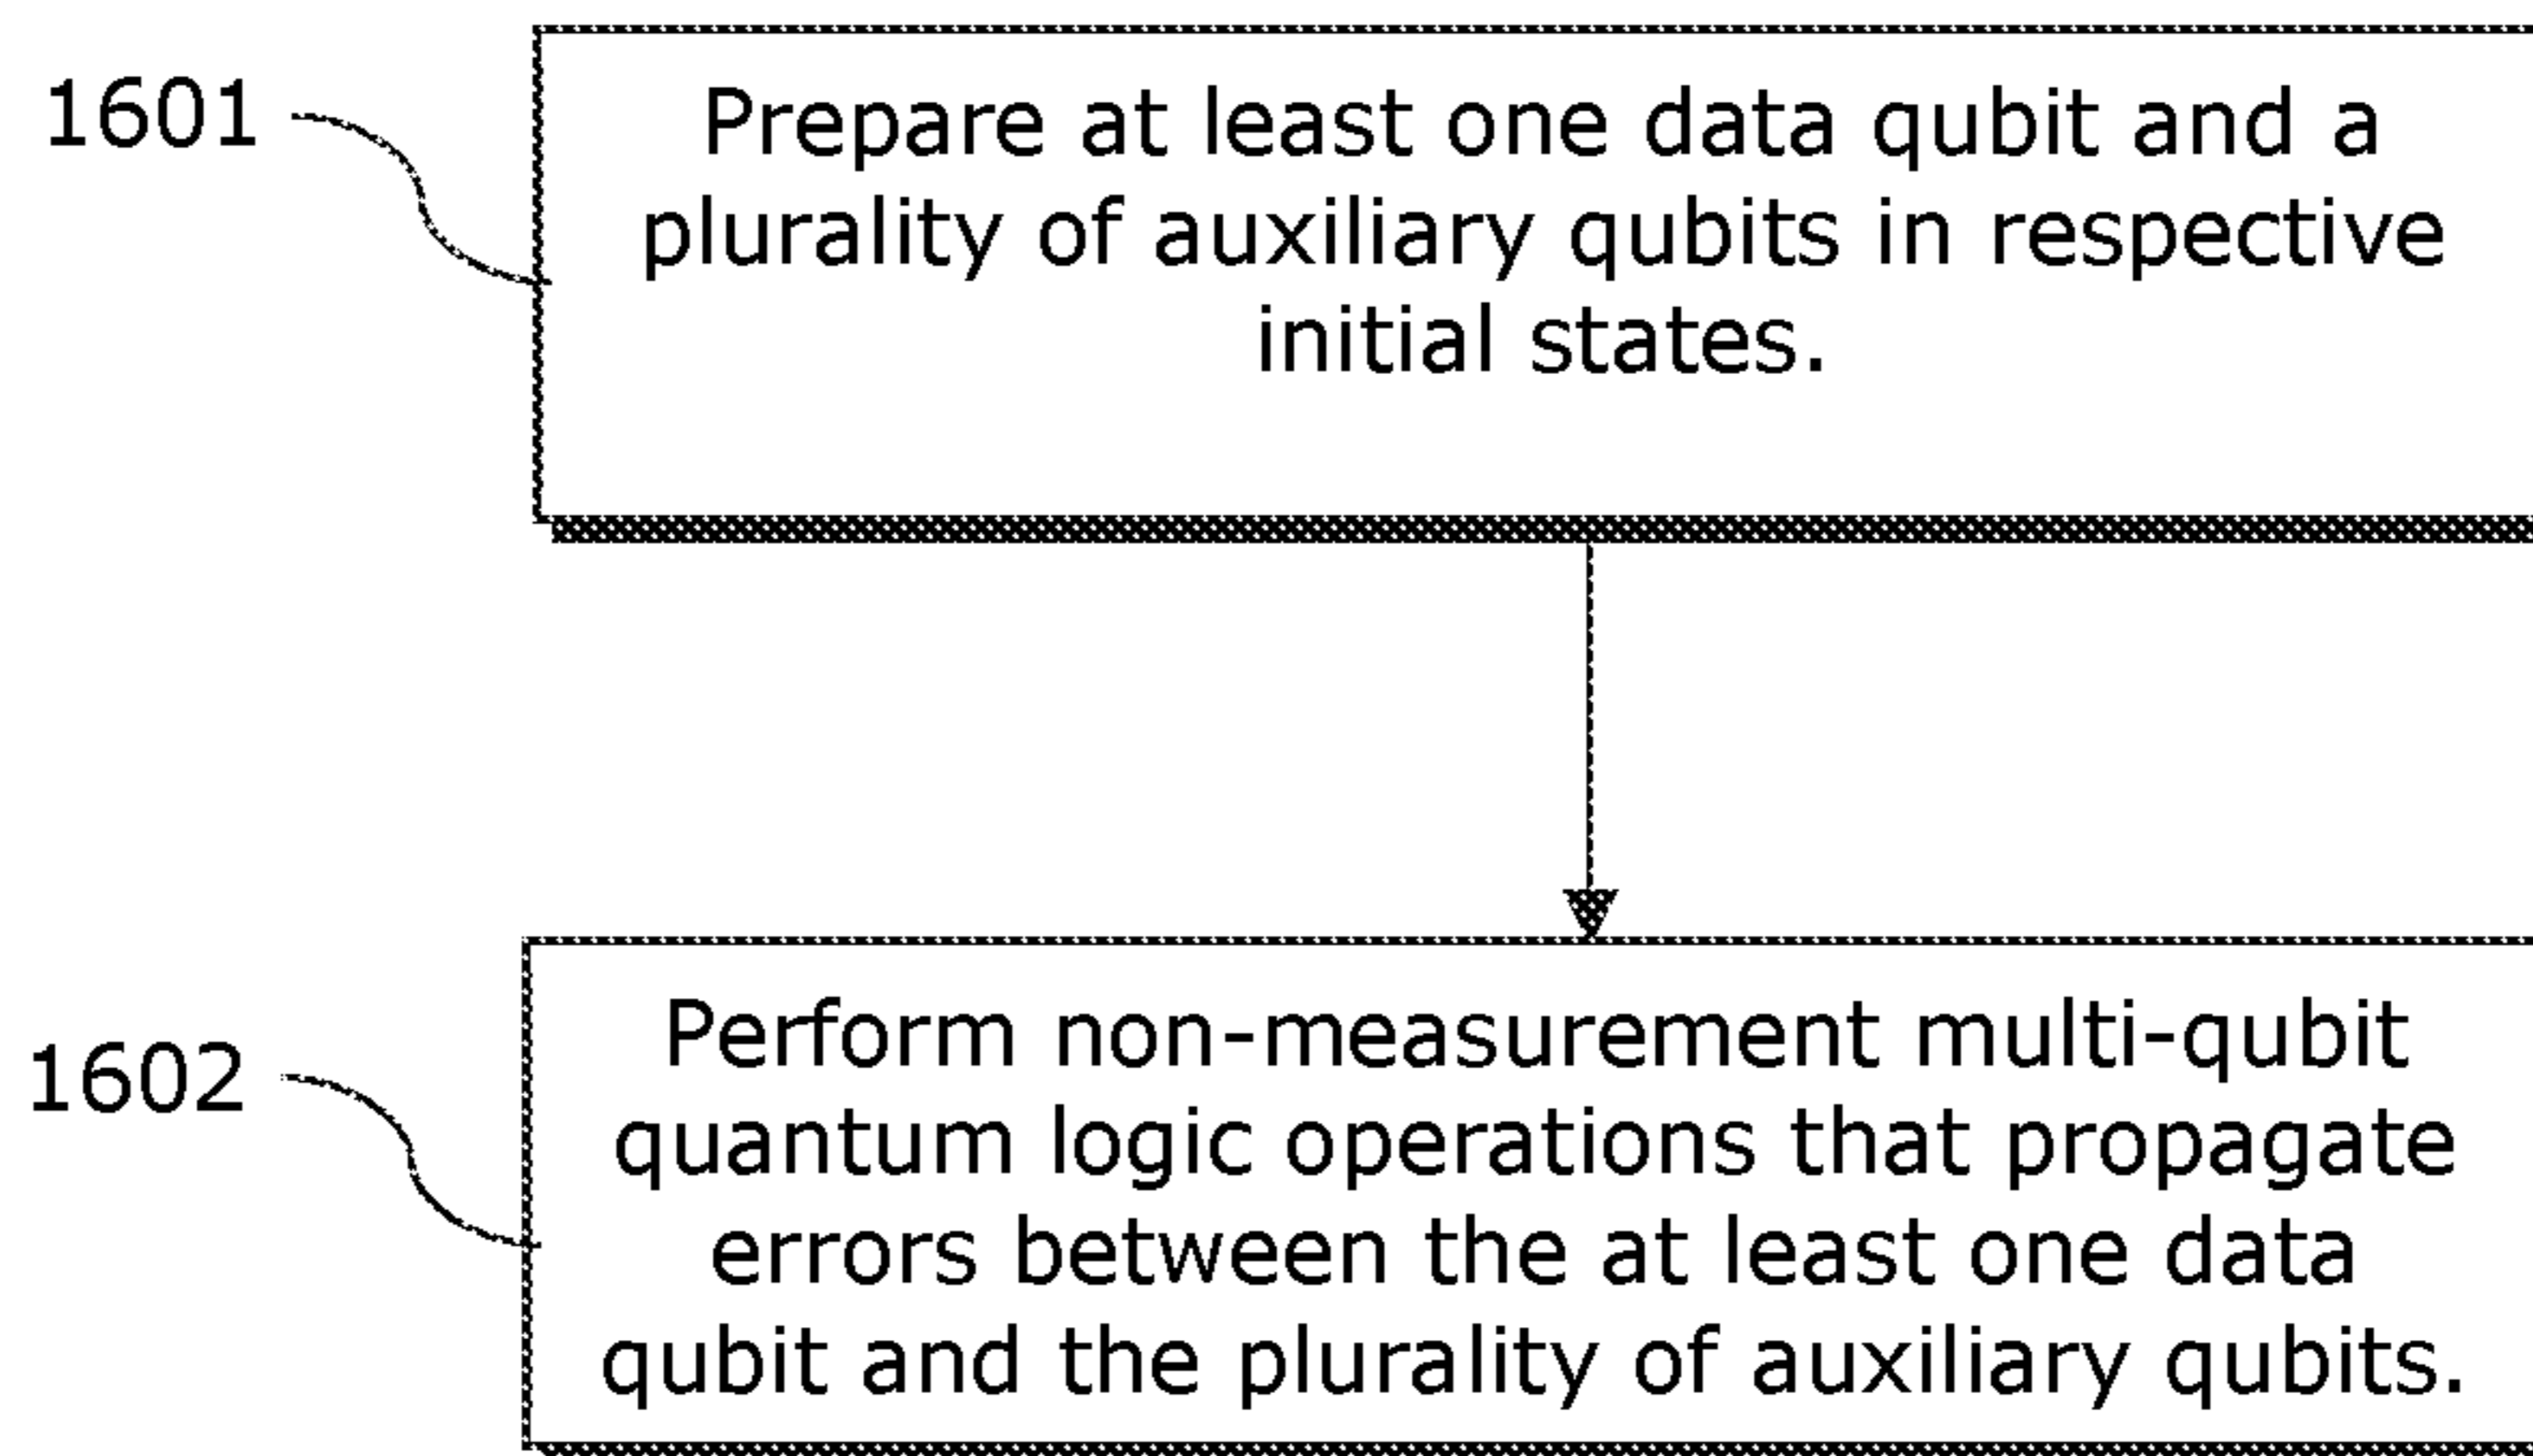 1601
Prepare at least one data qubit and a
plurality of auxiliary qubits in respective
initial states.
1602
Perform non-measurement multi-qubit
quantum logic operations that propagate
errors between the at least one data
qubit and the plurality of auxiliary qubits.